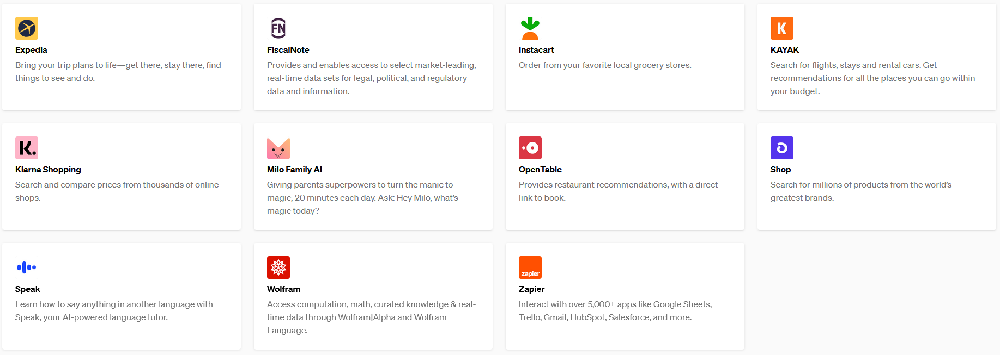 Expedia
Bring your trip plans to life—get there, stay there, find
things to see and do.
FN
FiscalNote
Provides and enables access to select market-leading,
real-time data sets for legal, political, and regulatory
data and information.
Instacart
Order from your favorite local grocery stores.
K
KAYAK
Search for flights, stays and rental cars. Get
recommendations for all the places you can go within
your budget.
K.
Klarna Shopping
Search and compare prices from thousands of online
shops.
Milo Family AI
Giving parents superpowers to turn the manic to
magic, 20 minutes each day. Ask: Hey Milo, what’s
magic today?
OpenTable
Provides restaurant recommendations, with a direct
link to book.
Shop
Search for millions of products from the world’s
greatest brands.
Speak
Learn how to say anything in another language with
Speak, your AI-powered language tutor.
Wolfram
Access computation, math, curated knowledge & real-
time data through Wolfram|Alpha and Wolfram
Language.
zapier
Zapier
Interact with over 5,000+ apps like Google Sheets,
Trello, Gmail, HubSpot, Salesforce, and more.